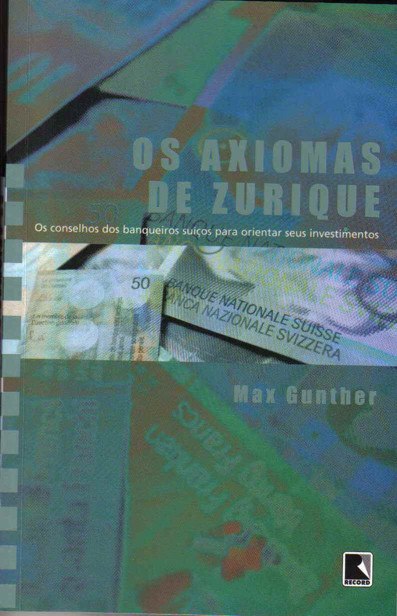 OS AXIOMAS
DE ZURIQUE
Os conselhos dos banqueiros suíços para orientar seus investimentos
50
BANQUE NATIONALE SUISSE
BANCA NAZIONALE SVIZZERA
Max Gunther
RECORD